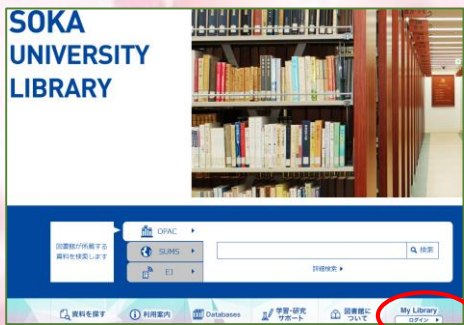 SOKA
UNIVERSITY
LIBRARY
図書館が所蔵する
資料を検索します
OPAC
SUMS
EJ
検索
詳細検索
資料を探す
利用案内
Databases
学習・研究
サポート
図書館に
ついて
My Library
ログイン